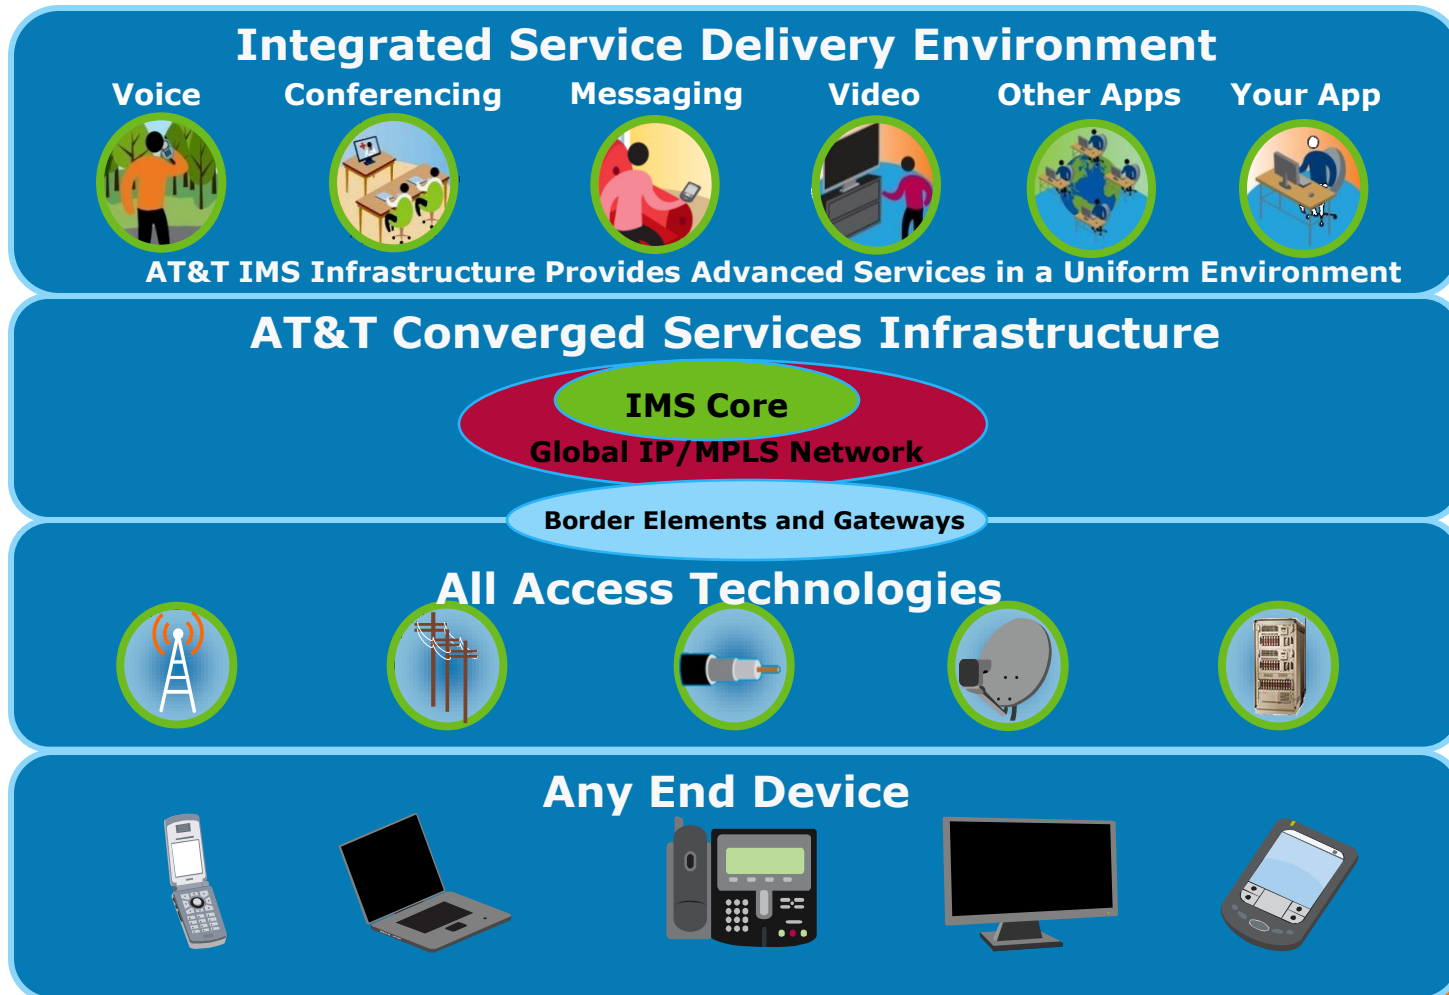 Integrated Service Delivery Environment
Voice Conferencing Messaging Video Other Apps Your App
AT&T IMS Infrastructure Provides Advanced Services in a Uniform Environment
AT&T Converged Services Infrastructure
IMS Core
Global IP/MPLS Network
Border Elements and Gateways
All Access Technologies
Any End Device